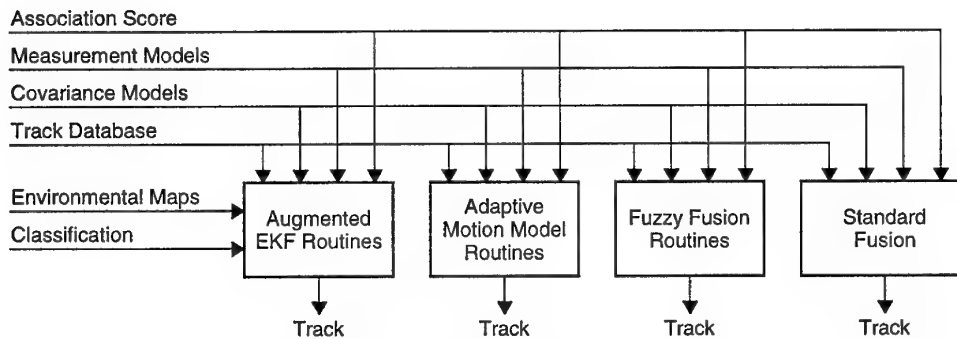 Association Score
Measurement Models
Covariance Models
Track Database
Environmental Maps
Classification
Augmented
EKF Routines
Adaptive
Motion Model
Routines
Fuzzy Fusion
Routines
Standard
Fusion
Track
Track
Track
Track